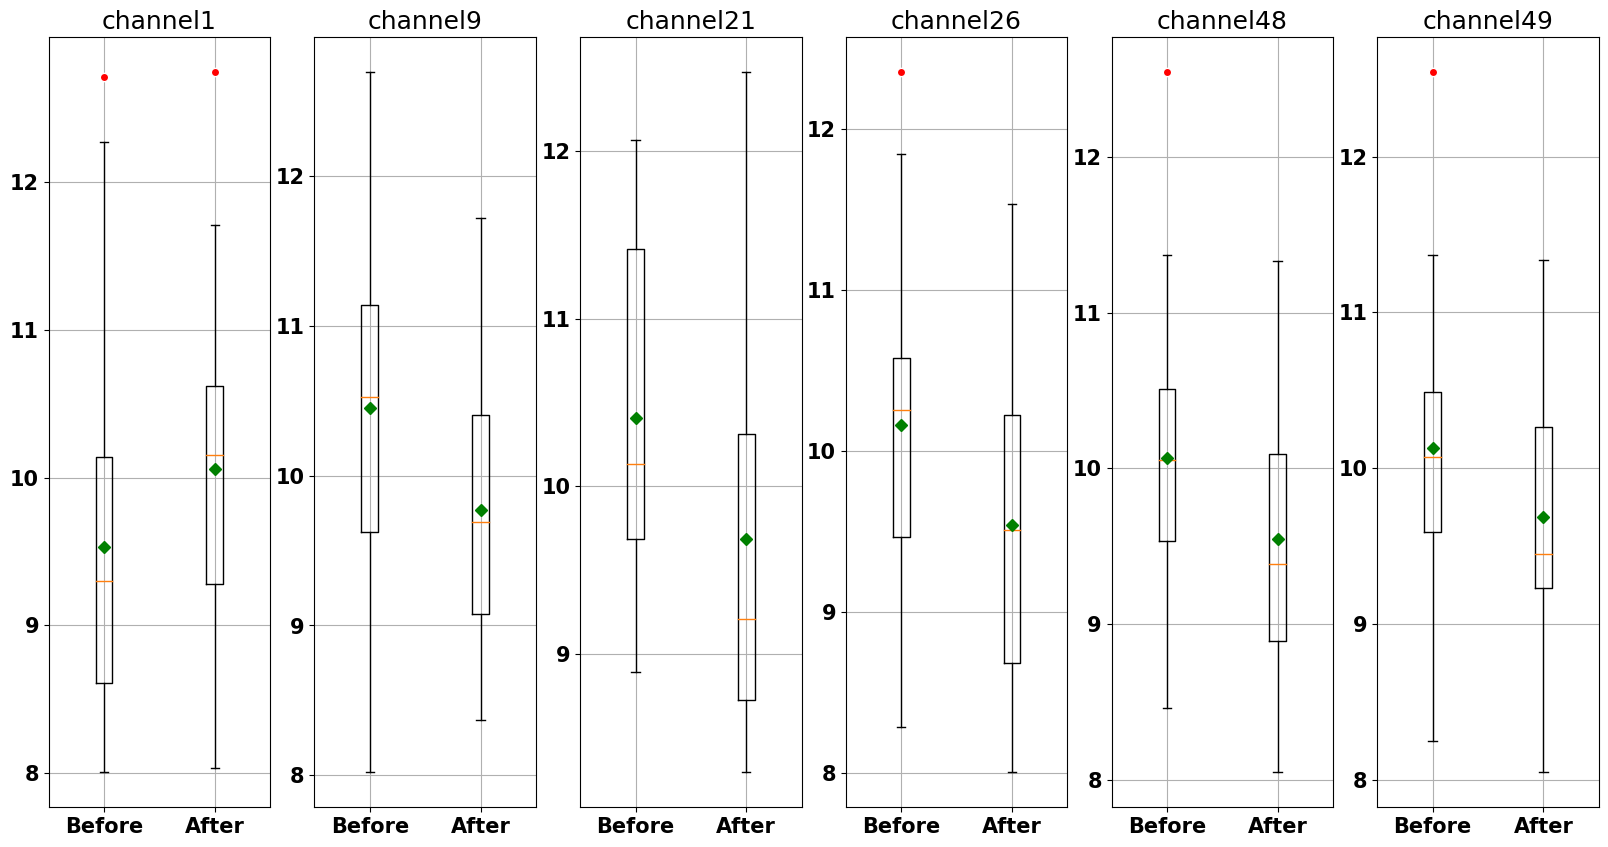 channel1 channel9 channel21 channel26 channel48 channel49
12 12 12 12 12 12
11 11 11 11 11 11
10 10 10 10 10 10
9 9 9 9 9 9
8 8 8 8 8
Before After Before After Before After Before After Before After Before After